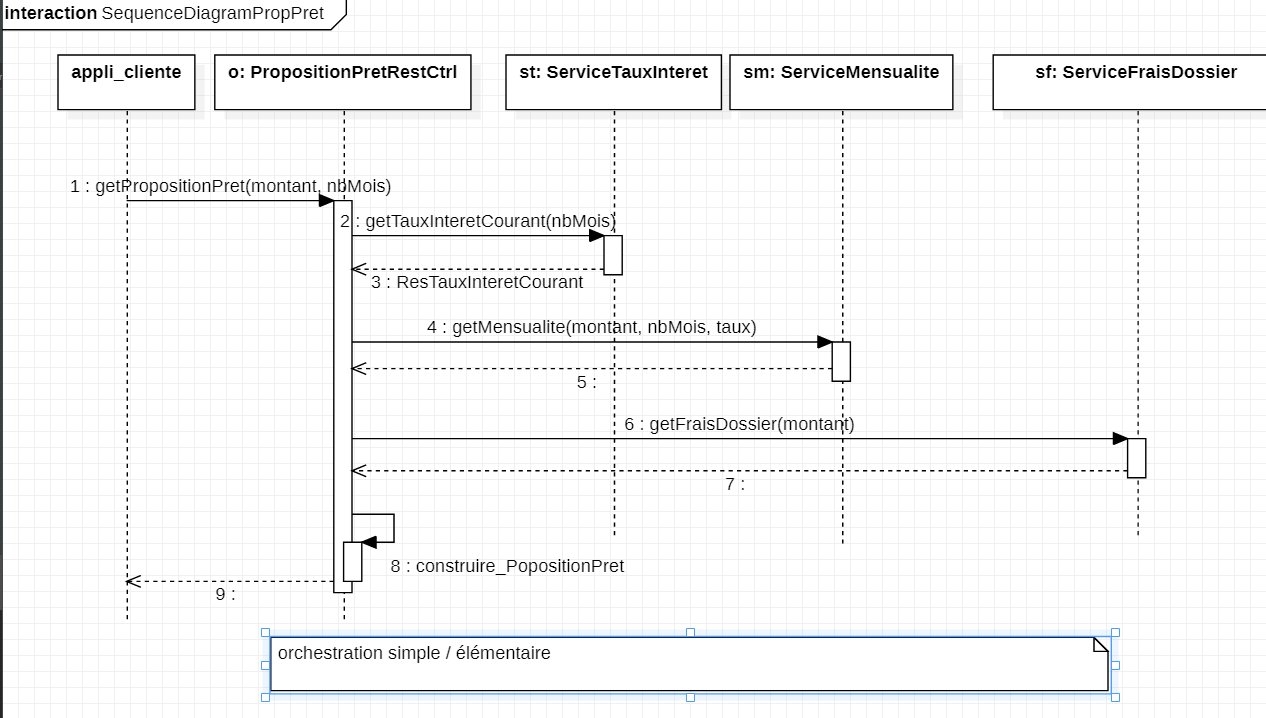 interaction SequenceDiagramPropPret
appli_cliente
o: PropositionPretRestCtrl
st: ServiceTauxInteret
sm: ServiceMensualite
sf: ServiceFraisDossier
1 : getPropositionPret(montant, nbMois)
2 : getTauxInteretCourant(nbMois)
3 : ResTauxInteretCourant
4 : getMensualite(montant, nbMois, taux)
5 :
6 : getFraisDossier(montant)
7 :
8 : construire_PopositionPret
9 :
orchestration simple / élémentaire